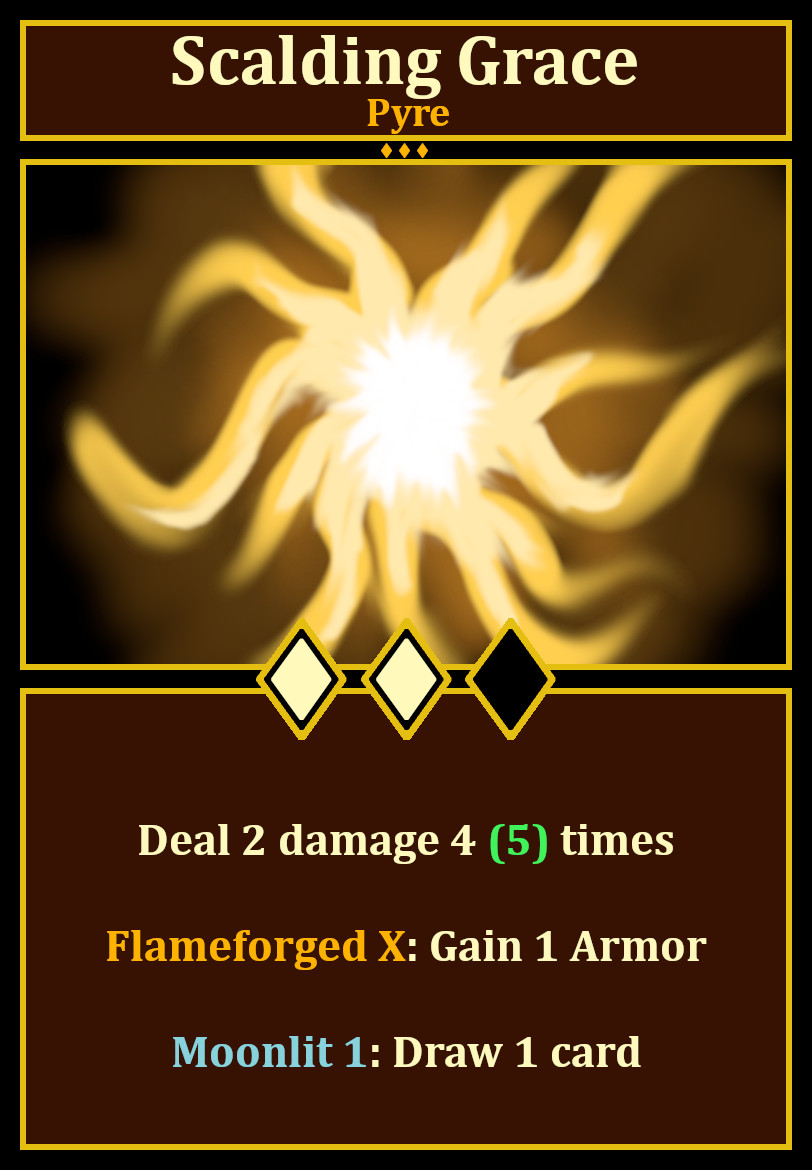 Scalding Grace
Pyre
Deal 2 damage 4 (5) times
Flameforged X: Gain 1 Armor
Moonlit 1: Draw 1 card